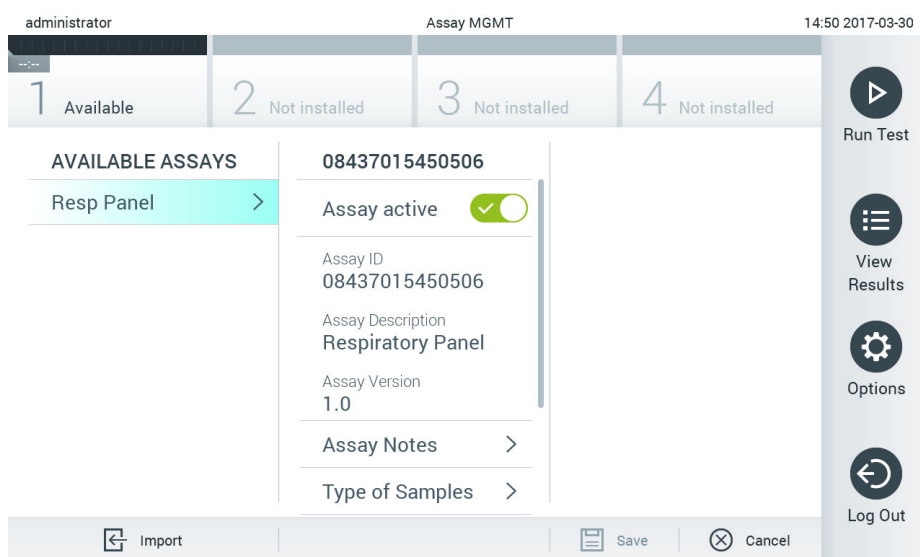 administrator
Assay MGMT
14:50 2017-03-30
--:--
1 Available
2 Not installed
3 Not installed
4 Not installed
Run Test
View
Results
Options
Log Out
AVAILABLE ASSAYS
Resp Panel
08437015450506
Assay active
Assay ID
08437015450506
Assay Description
Respiratory Panel
Assay Version
1.0
Assay Notes
Type of Samples
Import
Save
Cancel